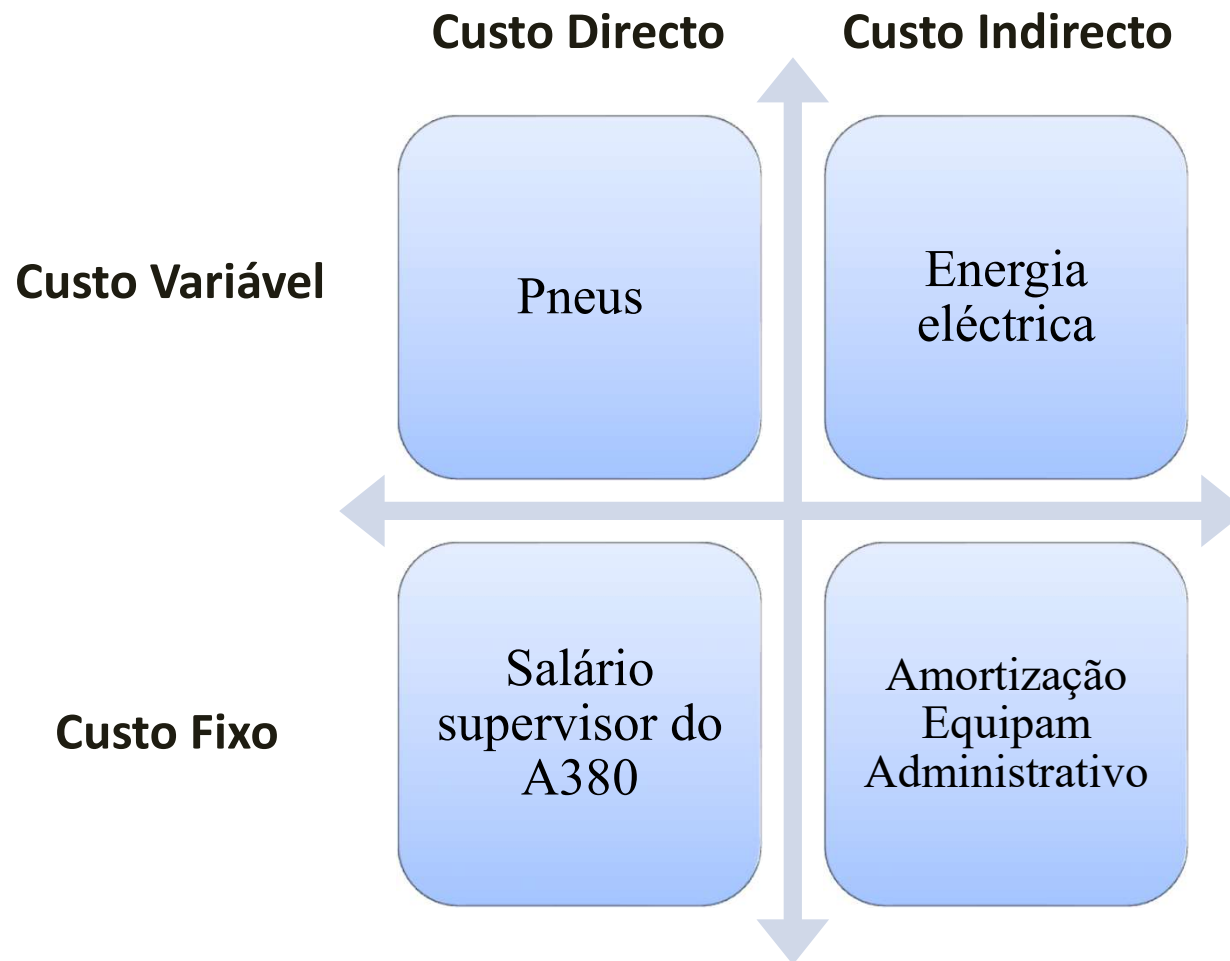 Custo Directo
Custo Indirecto
Custo Variável
Pneus
Energia
eléctrica
Custo Fixo
Salário
supervisor do
A380
Amortização
Equipam
Administrativo